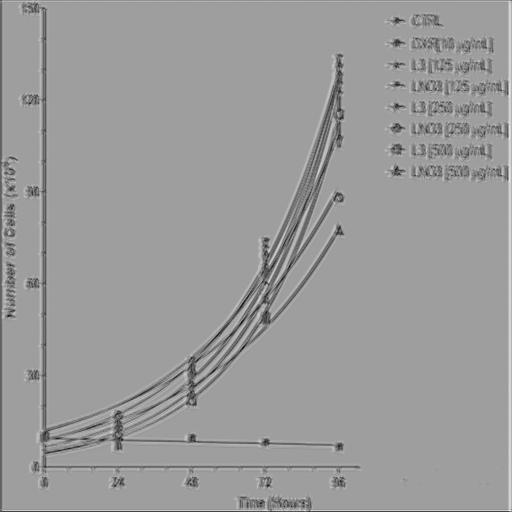 150
CTRL
DXR[10 µg/mL]
L3 [125 µg/mL]
LNO3 [125 µg/mL]
L3 [250 µg/mL]
LNO3 [250 µg/mL]
L3 [500 µg/mL]
LNO3 [500 µg/mL]
120
90
60
30
0
Number of Cells (x10⁴)
0 24 48 72 96
Time (Hours)